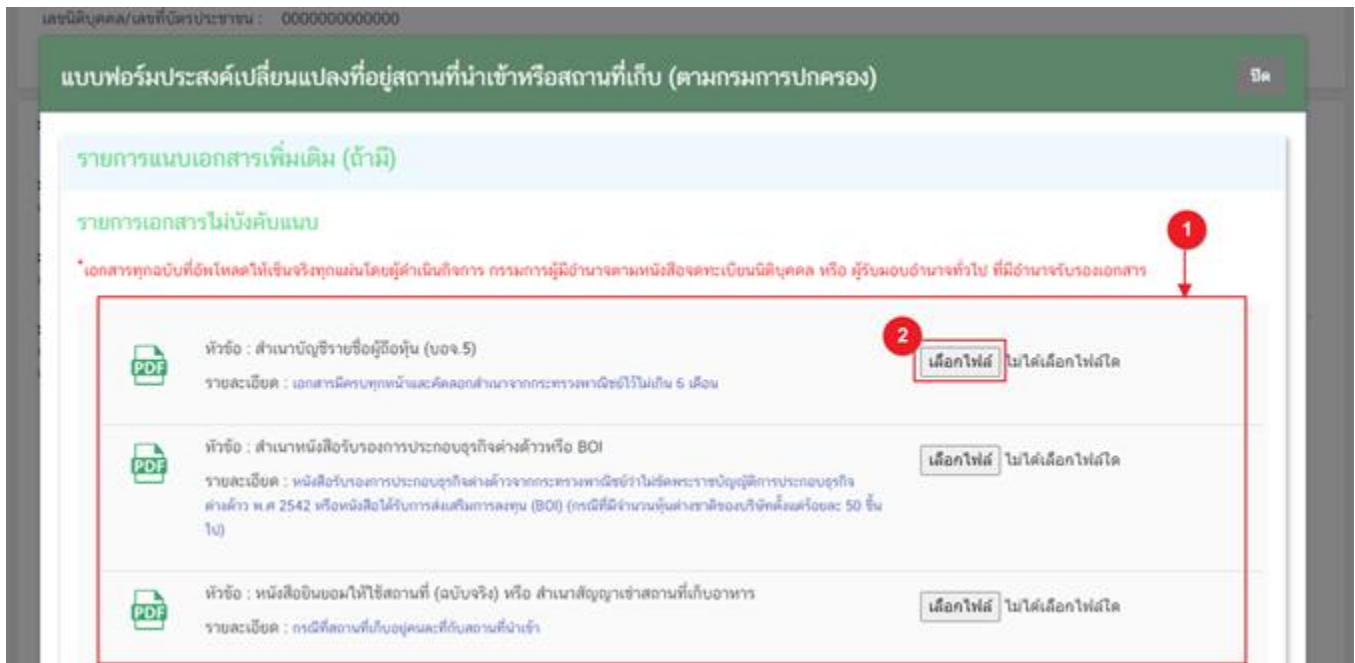 เลขนิติบุคคล/เลขที่บัตรประชาชน : 0000000000000
แบบฟอร์มประสงค์เปลี่ยนแปลงที่อยู่สถานที่นำเข้าหรือสถานที่เก็บ (ตามกรมการปกครอง)
ปิด
รายการแนบเอกสารเพิ่มเติม (ถ้ามี)
รายการเอกสารไม่บังคับแนบ
1
*เอกสารทุกฉบับที่อัพโหลดให้เซ็นจริงทุกแผ่นโดยผู้ดำเนินกิจการ กรรมการผู้มีอำนาจตามหนังสือจดทะเบียนนิติบุคคล หรือ ผู้รับมอบอำนาจทั่วไป ที่มีอำนาจรับรองเอกสาร
2
PDF
หัวข้อ : สำเนาบัญชีรายชื่อผู้ถือหุ้น (บอจ.5)
เลือกไฟล์ ไม่ได้เลือกไฟล์ใด
รายละเอียด : เอกสารมีครบทุกหน้าและคัดลอกสำเนาจากกระทรวงพาณิชย์ไว้ไม่เกิน 6 เดือน
PDF
หัวข้อ : สำเนาหนังสือรับรองการประกอบธุรกิจต่างด้าวหรือ BOI
เลือกไฟล์ ไม่ได้เลือกไฟล์ใด
รายละเอียด : หนังสือรับรองการประกอบธุรกิจต่างด้าวจากกระทรวงพาณิชย์ว่าไม่ขัดพระราชบัญญัติการประกอบธุรกิจ
ต่างด้าว พ.ศ 2542 หรือหนังสือได้รับการส่งเสริมการลงทุน (BOI) (กรณีที่มีจำนวนหุ้นต่างชาติของบริษัทตั้งแต่ร้อยละ 50 ขึ้น
ไป)
PDF
หัวข้อ : หนังสือยินยอมให้ใช้สถานที่ (ฉบับจริง) หรือ สำเนาสัญญาเช่าสถานที่เก็บอาหาร
เลือกไฟล์ ไม่ได้เลือกไฟล์ใด
รายละเอียด : กรณีที่สถานที่เก็บอยู่คนละที่กับสถานที่นำเข้า